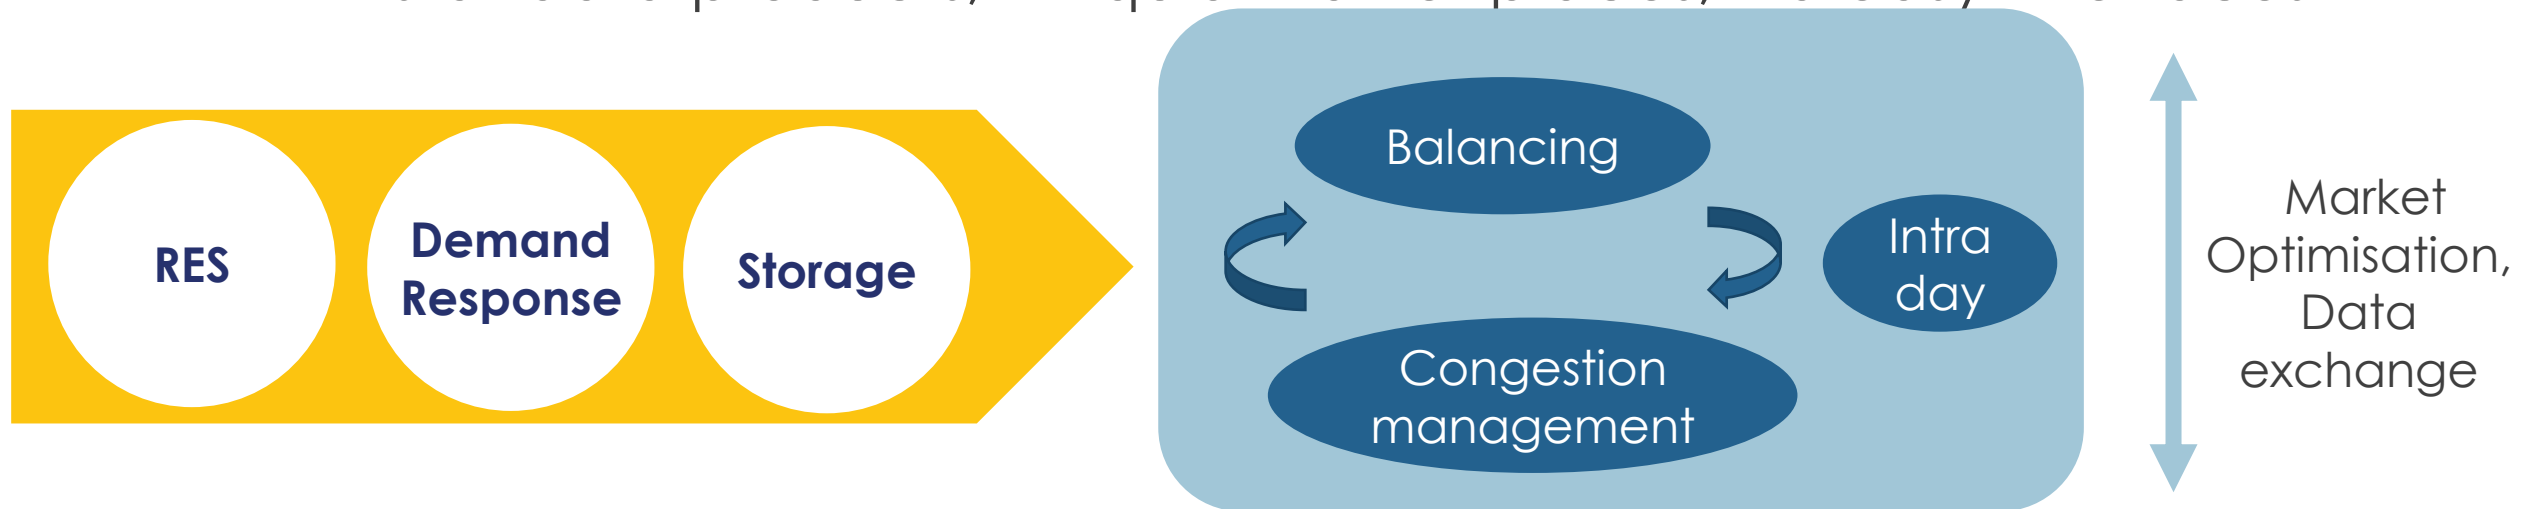 RES
Demand
Response
Storage
Balancing
Intra
day
Congestion
management
Market
Optimisation,
Data
exchange